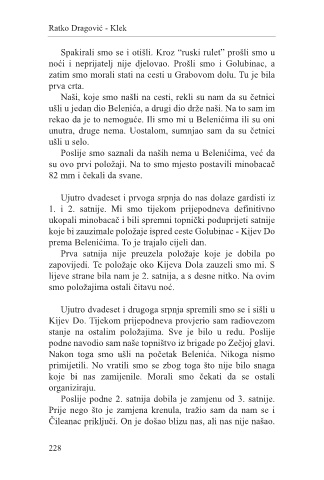 Ratko Dragović - Klek
Spakirali smo se i otišli. Kroz “ruski rulet” prošli smo u
noći i neprijatelj nije djelovao. Prošli smo i Golubinac, a
zatim smo morali stati na cesti u Grabovom dolu. Tu je bila
prva crta.
Naši, koje smo našli na cesti, rekli su nam da su četnici
ušli u jedan dio Belenića, a drugi dio drže naši. Na to sam im
rekao da je to nemoguće. Ili smo mi u Belenićima ili su oni
unutra, druge nema. Uostalom, sumnjao sam da su četnici
ušli u selo.
Poslije smo saznali da naših nema u Belenićima, već da
su ovo prvi položaji. Na to smo mjesto postavili minobacač
82 mm i čekali da svane.
Ujutro dvadeset i prvoga srpnja do nas dolaze gardisti iz
1. i 2. satnije. Mi smo tijekom prijepodneva definitivno
ukopali minobacač i bili spremni topnički poduprijeti satnije
koje bi zauzimale položaje ispred ceste Golubinac - Kijev Do
prema Belenićima. To je trajalo cijeli dan.
Prva satnija nije preuzela položaje koje je dobila po
zapovijedi. Te položaje oko Kijeva Dola zauzeli smo mi. S
lijeve strane bila nam je 2. satnija, a s desne nitko. Na ovim
smo položajima ostali čitavu noć.
Ujutro dvadeset i drugoga srpnja spremili smo se i sišli u
Kijev Do. Tijekom prijepodneva provjerio sam radiovezom
stanje na ostalim položajima. Sve je bilo u redu. Poslije
podne navodio sam naše topništvo iz brigade po Zečjoj glavi.
Nakon toga smo ušli na početak Belenića. Nikoga nismo
primijetili. No vratili smo se zbog toga što nije bilo snaga
koje bi nas zamijenile. Morali smo čekati da se ostali
organiziraju.
Poslije podne 2. satnija dobila je zamjenu od 3. satnije.
Prije nego što je zamjena krenula, tražio sam da nam se i
Čileanac priključi. On je došao blizu nas, ali nas nije našao.
228